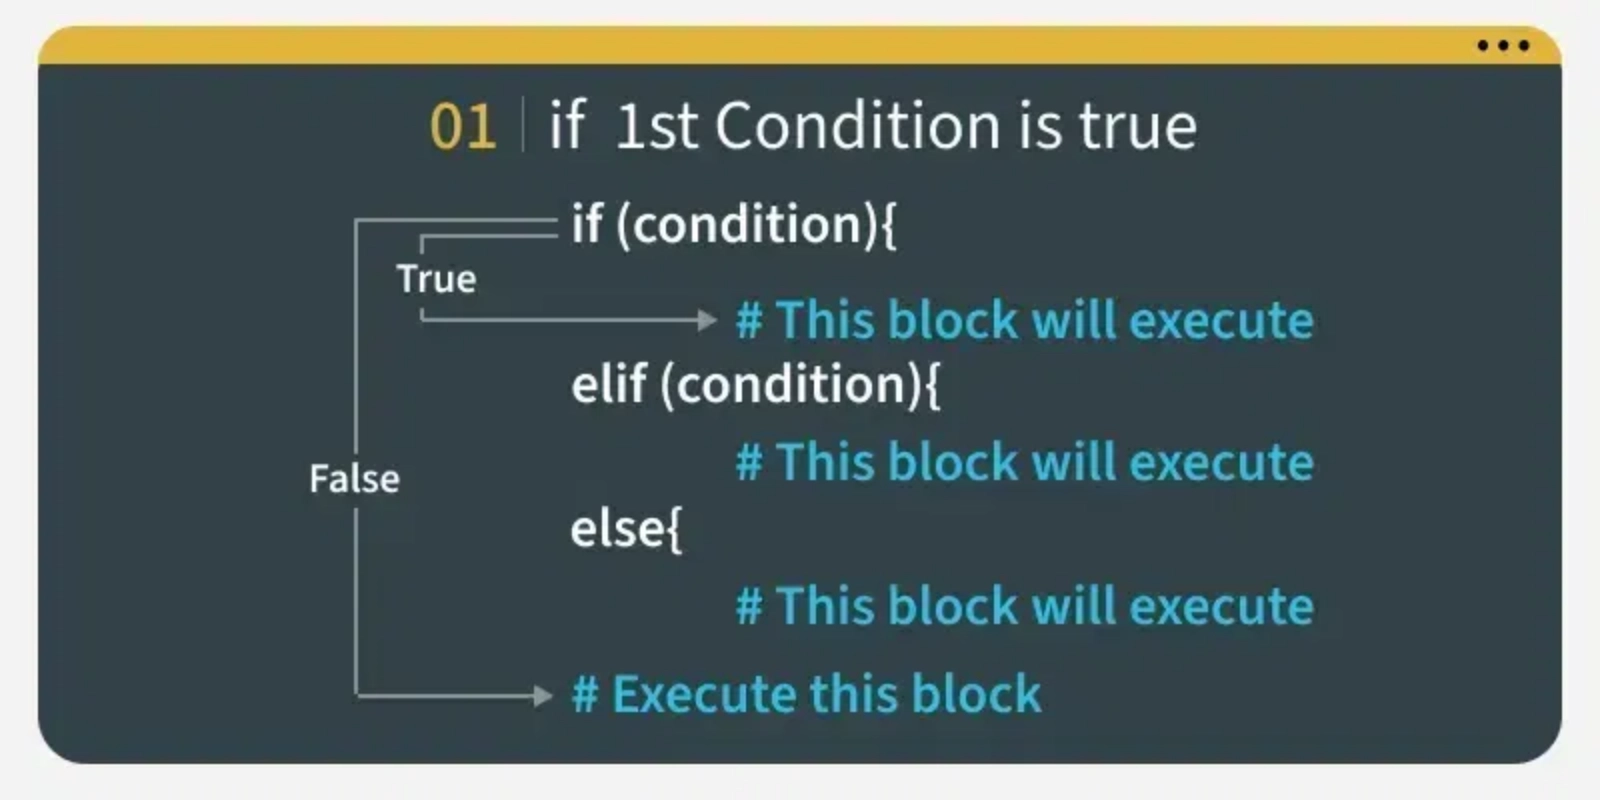 01 if 1st Condition is true
if (condition){
True
# This block will execute
elif (condition){
# This block will execute
False
else{
# This block will execute
# Execute this block